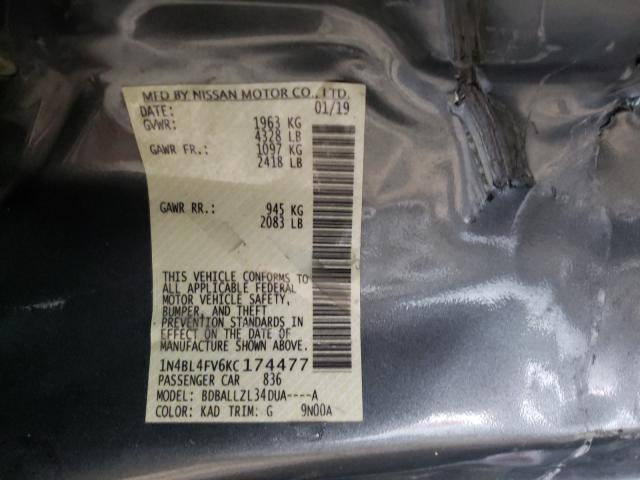 MFD BY NISSAN MOTOR CO., LTD.
DATE: 01/19
GVWR: 1963 KG
4328 LB
GAWR FR.: 1097 KG
2418 LB
GAWR RR.: 945 KG
2083 LB
THIS VEHICLE CONFORMS TO
ALL APPLICABLE FEDERAL
MOTOR VEHICLE SAFETY,
BUMPER, AND THEFT
PREVENTION STANDARDS IN
EFFECT ON THE DATE OF
MANUFACTURE SHOWN ABOVE.
1N4BL4FV6KC174477
PASSENGER CAR 836
MODEL: BDBALLZL34DUA----A
COLOR: KAD TRIM: G 9N00A